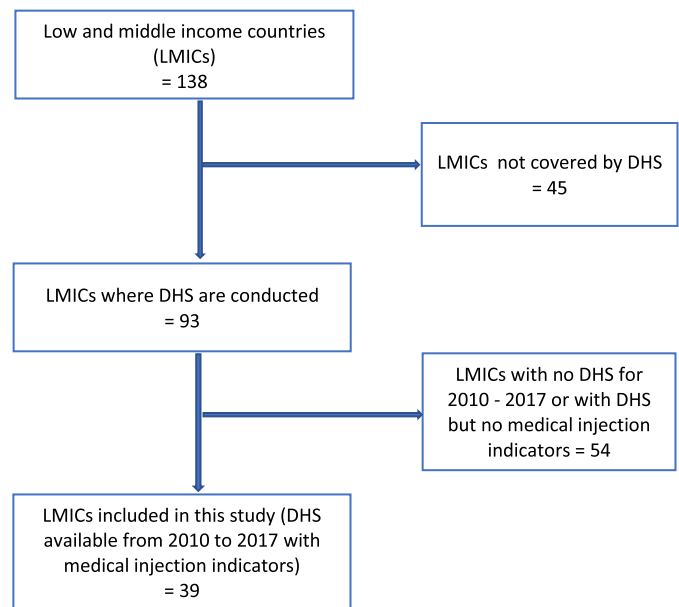 Low and middle income countries
(LMICs)
= 138
LMICs not covered by DHS
= 45
LMICs where DHS are conducted
= 93
LMICs with no DHS for
2010 - 2017 or with DHS
but no medical injection
indicators = 54
LMICs included in this study (DHS
available from 2010 to 2017 with
medical injection indicators)
= 39